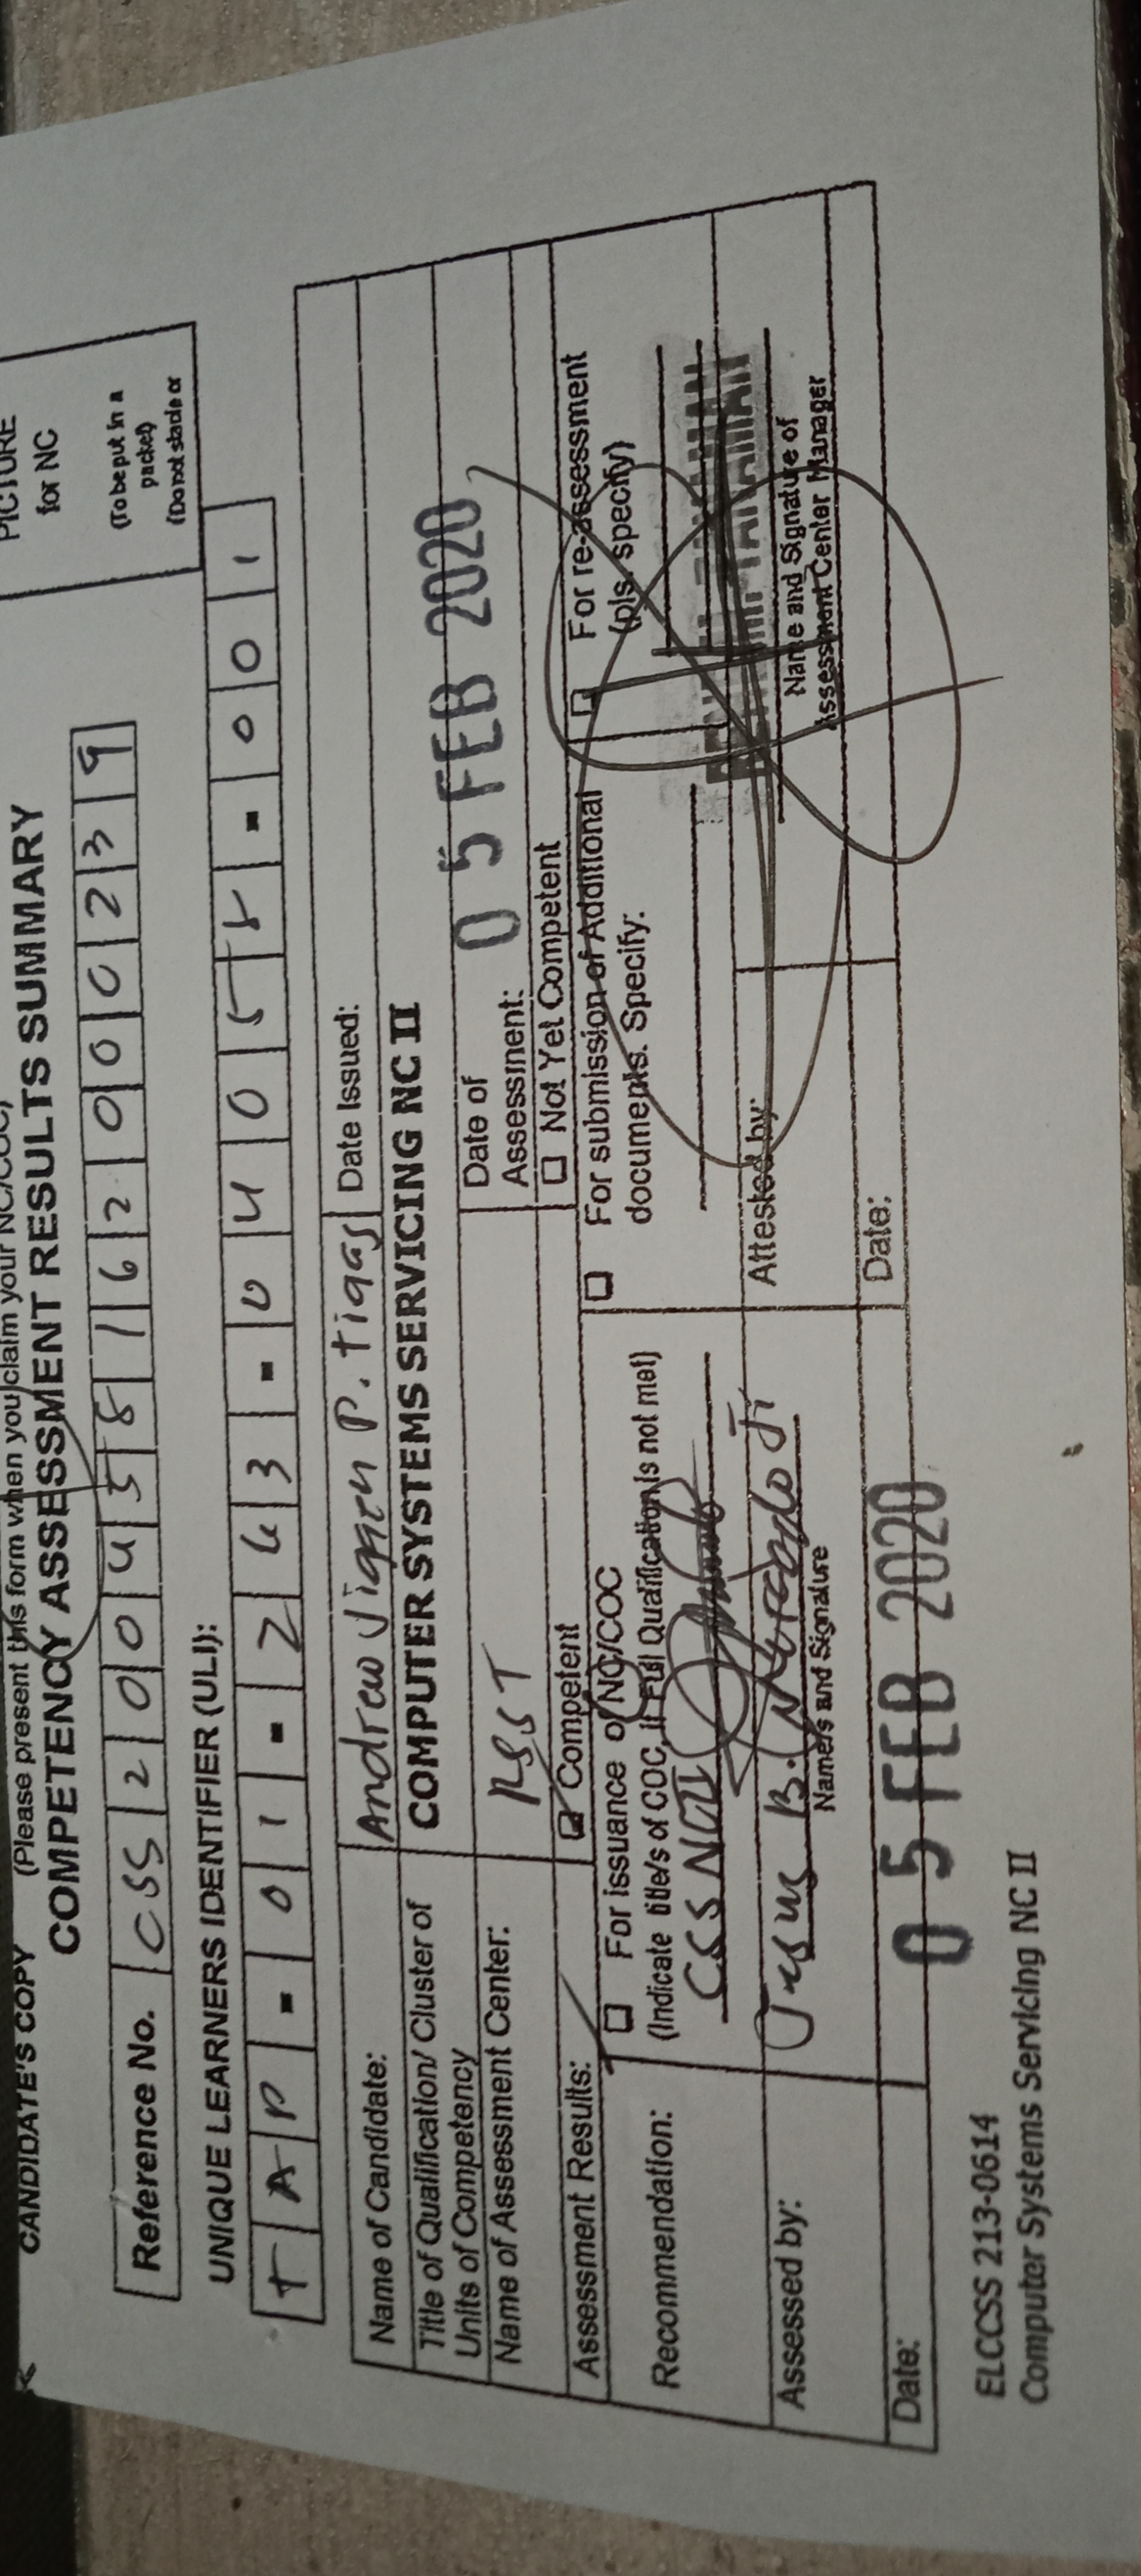 CANDIDATE'S COPY (Please present this form when you claim your NC/COC)
COMPETENCY ASSESSMENT RESULTS SUMMARY
PICTURE
for NC
(To be put in a
packet)
(Do not staple or
Reference No. CSS 2 0 0 4 5 8 1 6 2 0 0 0 2 3 9
UNIQUE LEARNERS IDENTIFIER (ULI):
T A P - 0 1 - 2 6 3 - 0 4 0 5 8 - 0 0 1
Name of Candidate: Andrew P. Tigas Date Issued:
Title of Qualification/ Cluster of
Units of Competency
COMPUTER SYSTEMS SERVICING NC II
Name of Assessment Center: RSST
Date of
Assessment: 05 FEB 2020
Assessment Results: Competent Not Yet Competent
Recommendation:
For issuance of NC/COC
(Indicate title/s of COC, if Full Qualification is not met)
CSS NCII
For submission of Additional
documents. Specify:
For re-assessment
(pls. specify)
Assessed by: Jesus B. Mercado Jr
Name/s and Signature
Attested by:
TANAMAN
Name and Signature of
Assessment Center Manager
Date: 05 FEB 2020
Date:
ELCCSS 213-0614
Computer Systems Servicing NC II